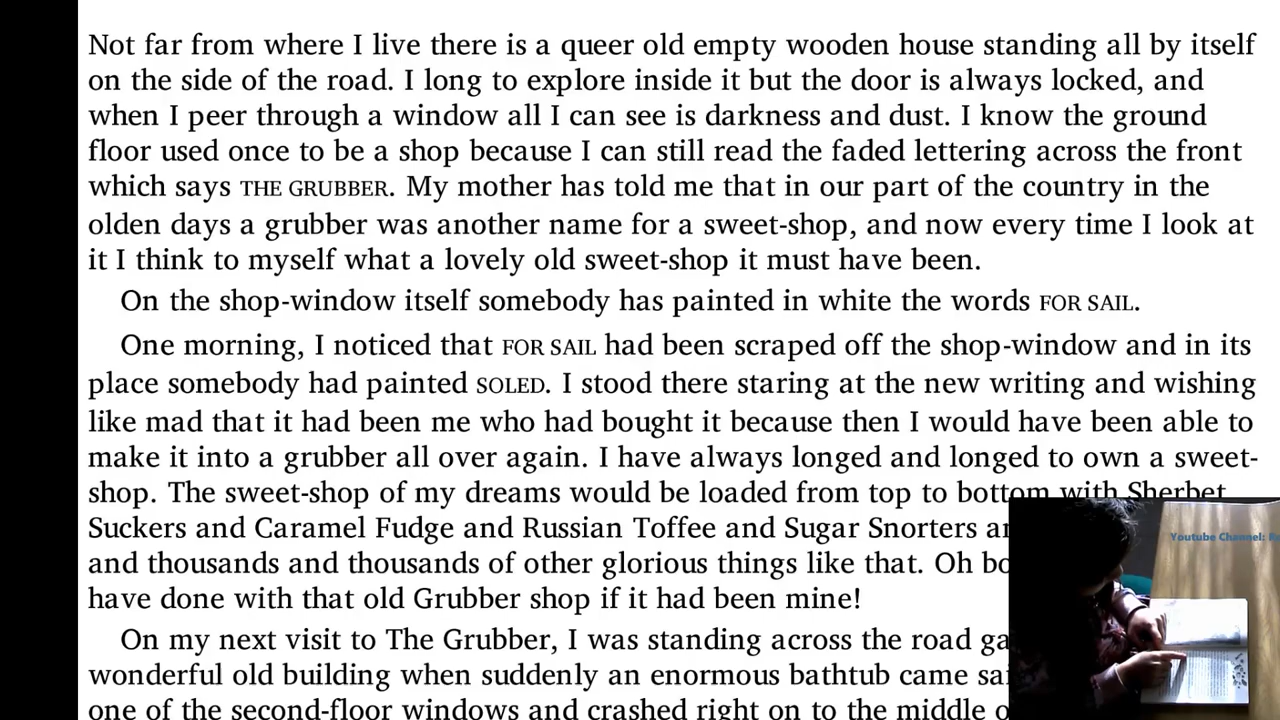 Not far from where I live there is a queer old empty wooden house standing all by itself
on the side of the road. I long to explore inside it but the door is always locked, and
when I peer through a window all I can see is darkness and dust. I know the ground
floor used once to be a shop because I can still read the faded lettering across the front
which says THE GRUBBER. My mother has told me that in our part of the country in the
olden days a grubber was another name for a sweet-shop, and now every time I look at
it I think to myself what a lovely old sweet-shop it must have been.
On the shop-window itself somebody has painted in white the words FOR SAIL.
One morning, I noticed that FOR SAIL had been scraped off the shop-window and in its
place somebody had painted SOLED. I stood there staring at the new writing and wishing
like mad that it had been me who had bought it because then I would have been able to
make it into a grubber all over again. I have always longed and longed to own a sweet-
shop. The sweet-shop of my dreams would be loaded from top to bottom with Sherbet
Suckers and Caramel Fudge and Russian Toffee and Sugar Snorters
and thousands and thousands of other glorious things like that. Oh
have done with that old Grubber shop if it had been mine!
On my next visit to The Grubber, I was standing across the road
wonderful old building when suddenly an enormous bathtub came
one of the second-floor windows and crashed right on to the middle
Youtube Channel: